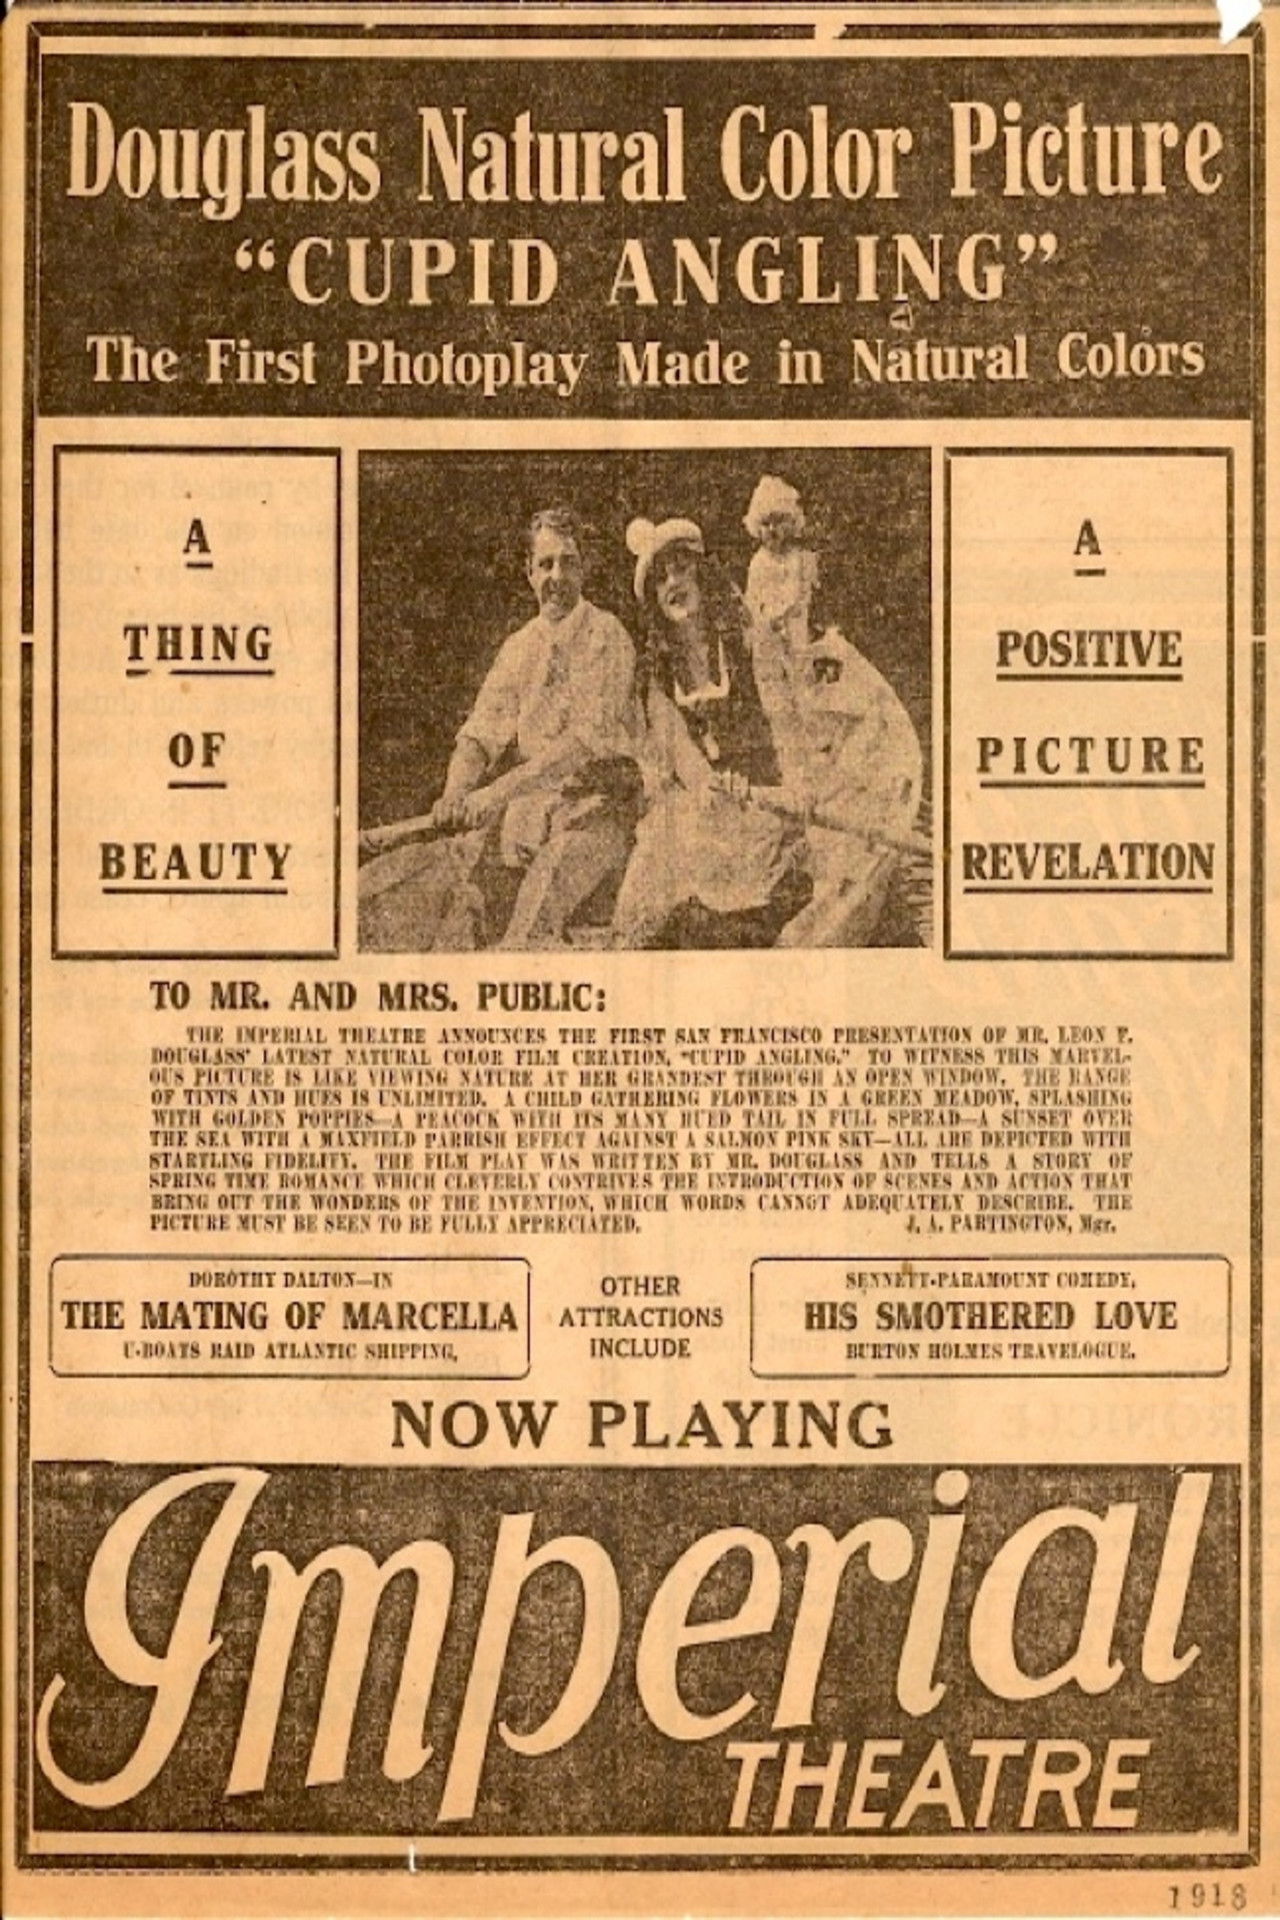 Douglass Natural Color Picture
"CUPID ANGLING"
The First Photoplay Made in Natural Colors
A
THING
OF
BEAUTY
A
POSITIVE
PICTURE
REVELATION
TO MR. AND MRS. PUBLIC:
THE IMPERIAL THEATRE ANNOUNCES THE FIRST SAN FRANCISCO PRESENTATION OF MR. LEON F.
DOUGLASS' LATEST NATURAL COLOR FILM CREATION, "CUPID ANGLING." TO WITNESS THIS MARVEL-
OUS PICTURE IS LIKE VIEWING NATURE AT HER GRANDEST THROUGH AN OPEN WINDOW. THE RANGE
OF TINTS AND HUES IS UNLIMITED. A CHILD GATHERING FLOWERS IN A GREEN MEADOW, SPLASHING
WITH GOLDEN POPPIES—A PEACOCK WITH ITS MANY HUED TAIL IN FULL SPREAD—A SUNSET OVER
THE SEA WITH A MAXFIELD PARRISH EFFECT AGAINST A SALMON PINK SKY—ALL ARE DEPICTED WITH
STARTLING FIDELITY. THE FILM PLAY WAS WRITTEN BY MR. DOUGLASS AND TELLS A STORY OF
SPRING TIME ROMANCE WHICH CLEVERLY CONTRIVES THE INTRODUCTION OF SCENES AND ACTION THAT
BRING OUT THE WONDERS OF THE INVENTION, WHICH WORDS CANNOT ADEQUATELY DESCRIBE. THE
PICTURE MUST BE SEEN TO BE FULLY APPRECIATED. J. A. PARTINGTON, Mgr.
DOROTHY DALTON—IN
THE MATING OF MARCELLA
U-BOATS RAID ATLANTIC SHIPPING,
OTHER
ATTRACTIONS
INCLUDE
SENNETT-PARAMOUNT COMEDY,
HIS SMOTHERED LOVE
BURTON HOLMES TRAVELOGUE.
NOW PLAYING
Imperial
THEATRE
1918